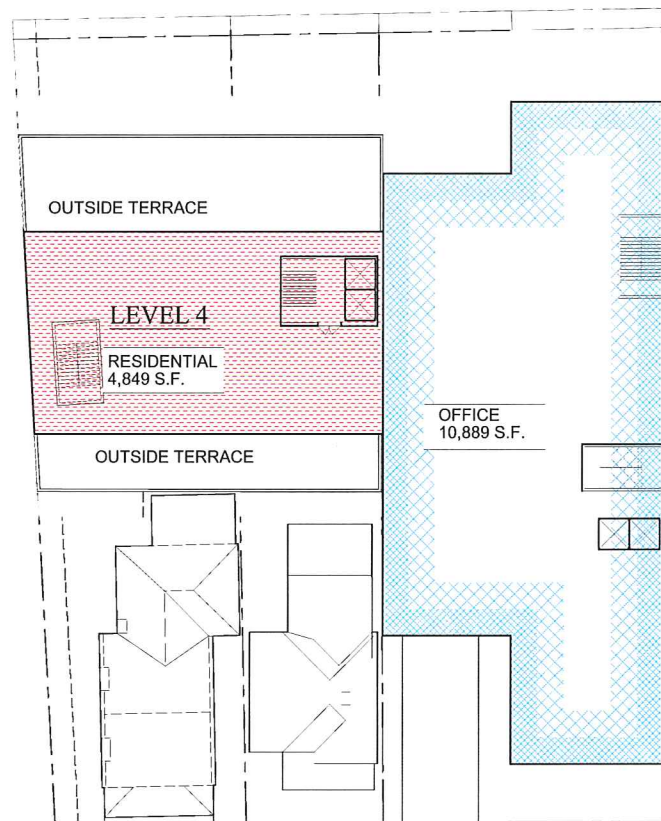 OUTSIDE TERRACE
LEVEL 4
RESIDENTIAL
4,849 S.F.
OFFICE
10,889 S.F.
OUTSIDE TERRACE